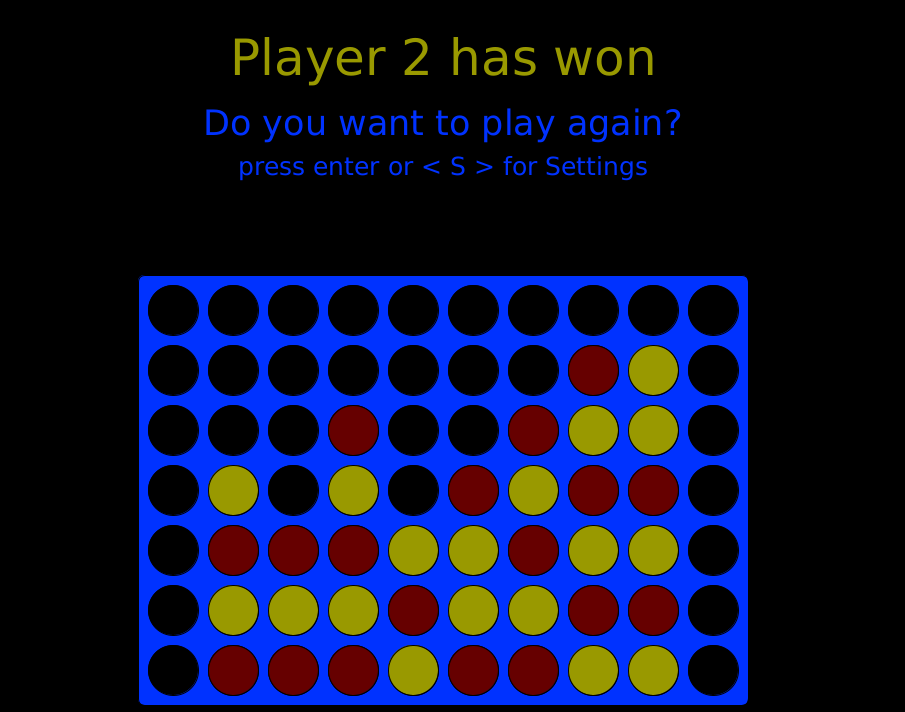 Player 2 has won
Do you want to play again?
press enter or < S > for Settings